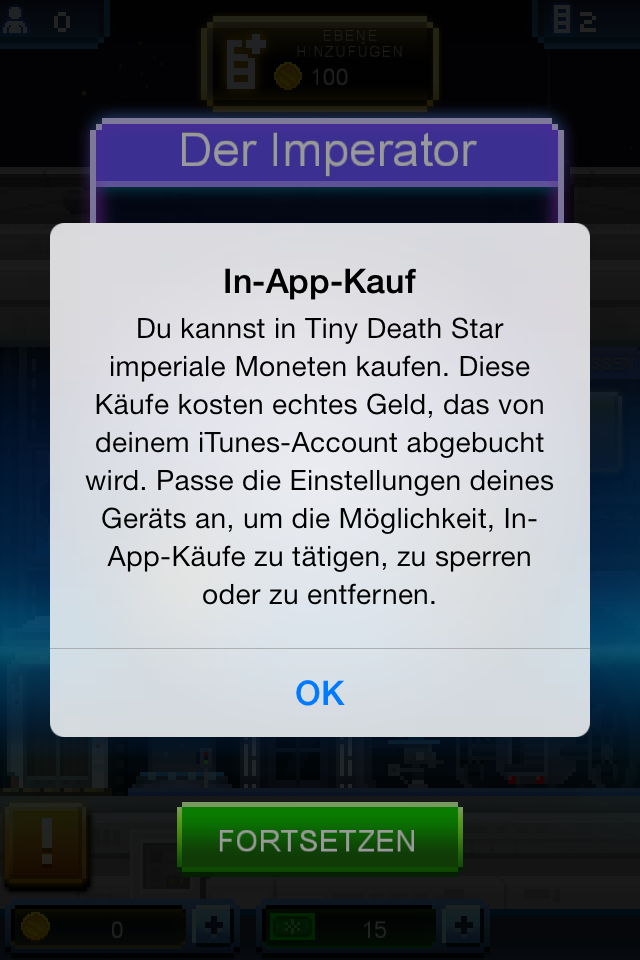 0
EBENE
HINZUFÜGEN
100
2
Der Imperator
In-App-Kauf
Du kannst in Tiny Death Star
imperiale Moneten kaufen. Diese
Käufe kosten echtes Geld, das von
deinem iTunes-Account abgebucht
wird. Passe die Einstellungen deines
Geräts an, um die Möglichkeit, In-
App-Käufe zu tätigen, zu sperren
oder zu entfernen.
OK
!
FORTSETZEN
0
+
15
+